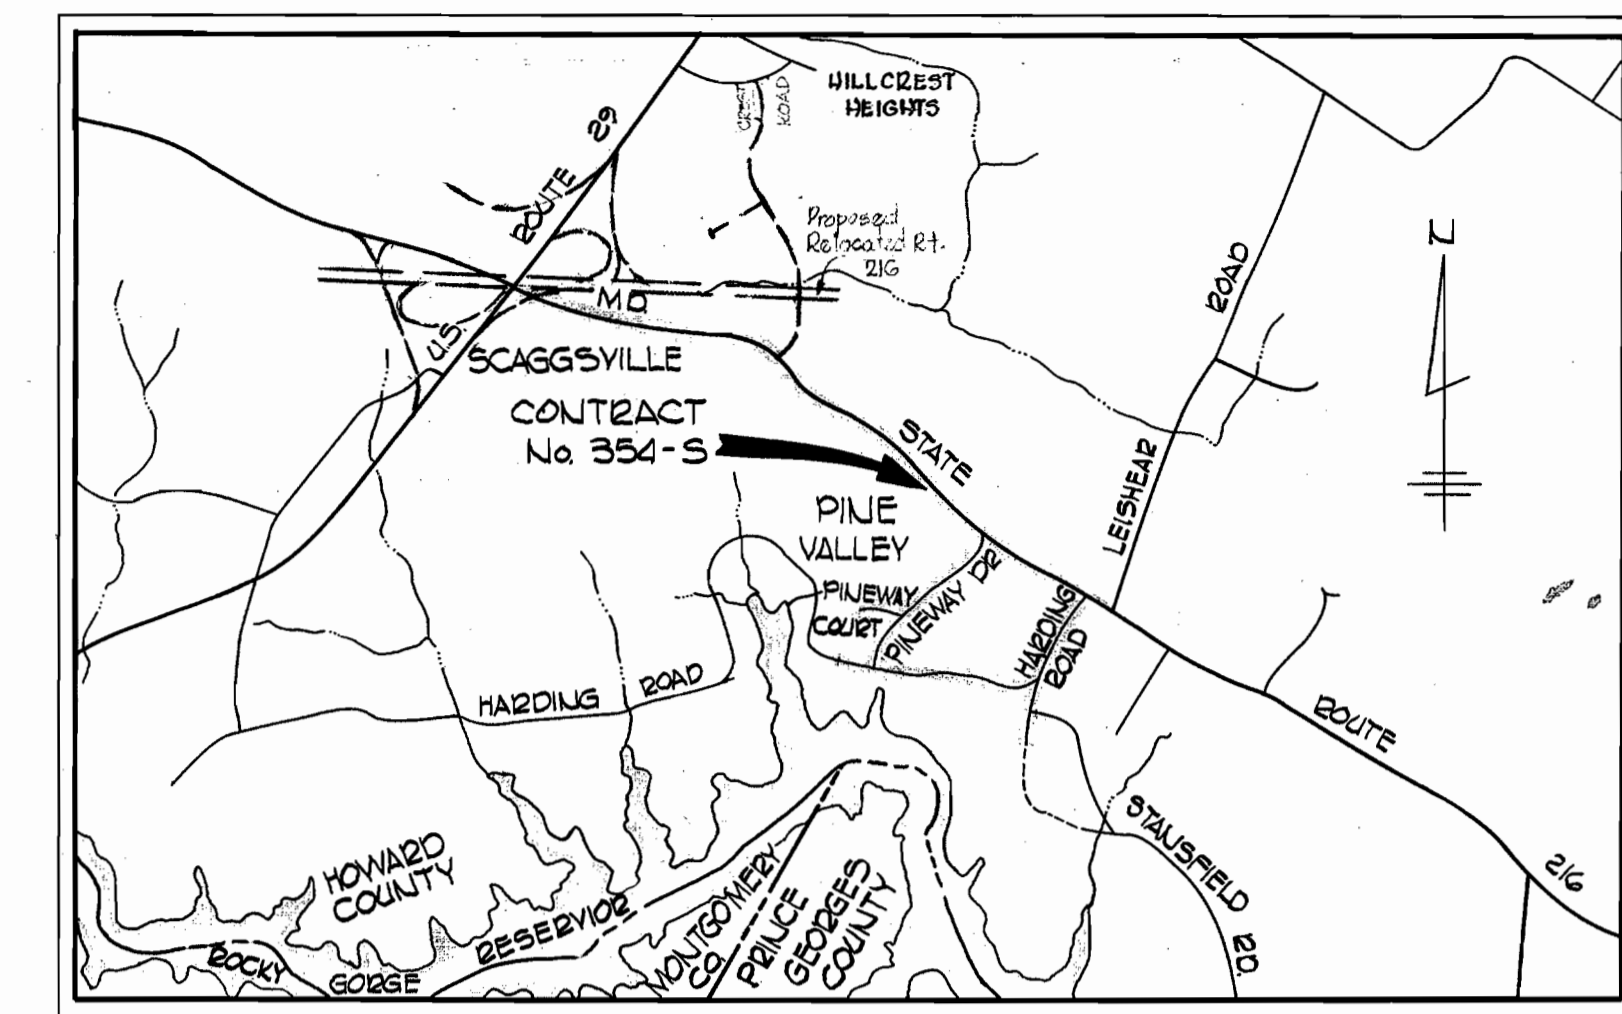 HILLCREST
HEIGHTS
CREST
ROAD
ROUTE 29
U.S.
Proposed
Relocated Rt.
216
MD.
SCAGGSVILLE
CONTRACT
No. 354-S
STATE
ROAD
LEISHEAR
N
PINE
VALLEY
PINEWAY
COURT
PINEWAY DR
HARDING
ROAD
HARDING ROAD
ROUTE
216
STANSFIELD RD.
HOWARD
COUNTY
ROCKY
GORGE
RESERVIOR
MONTGOMERY
CO.
PRINCE
GEORGES
COUNTY